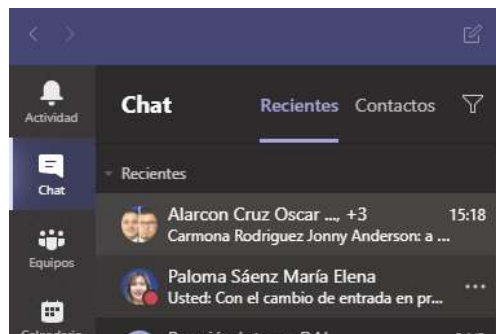 Actividad
Chat
Equipos
Calendario
Chat Recientes Contactos
Recientes
Alarcon Cruz Oscar ..., +3 15:18
Carmona Rodriguez Jonny Anderson: a ...
Paloma Sáenz María Elena ...
Usted: Con el cambio de entrada en pr...